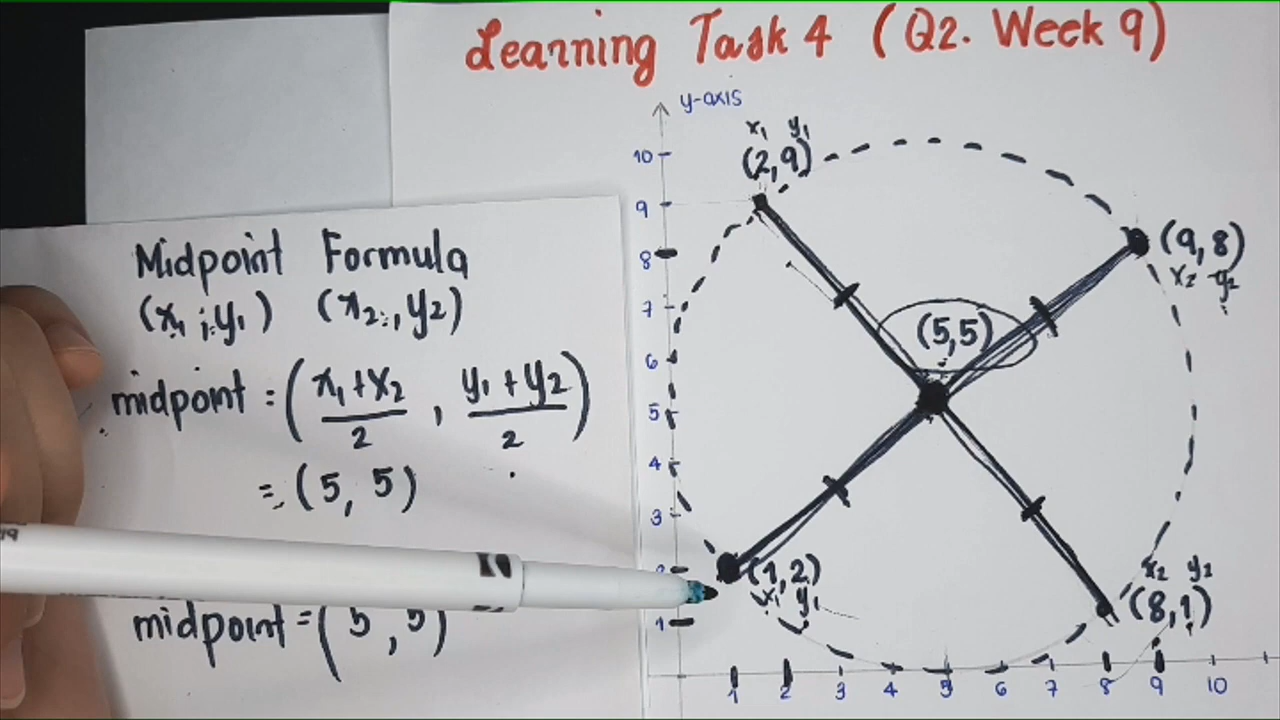 Learning Task 4 (Q2. Week 9)
Midpoint Formula
(x₁, y₁) (x₂, y₂)
midpoint = (x₁+x₂/2, y₁+y₂/2)
= (5, 5)
midpoint = (5, 5)
y-axis
x₁ y₁
(2,9)
(9,8)
x₂ y₂
(5,5)
(1,2)
x₁ y₁
x₂ y₂
(8,1)
10
9
8
7
6
5
4
3
2
1
1 2 3 4 5 6 7 8 9 10